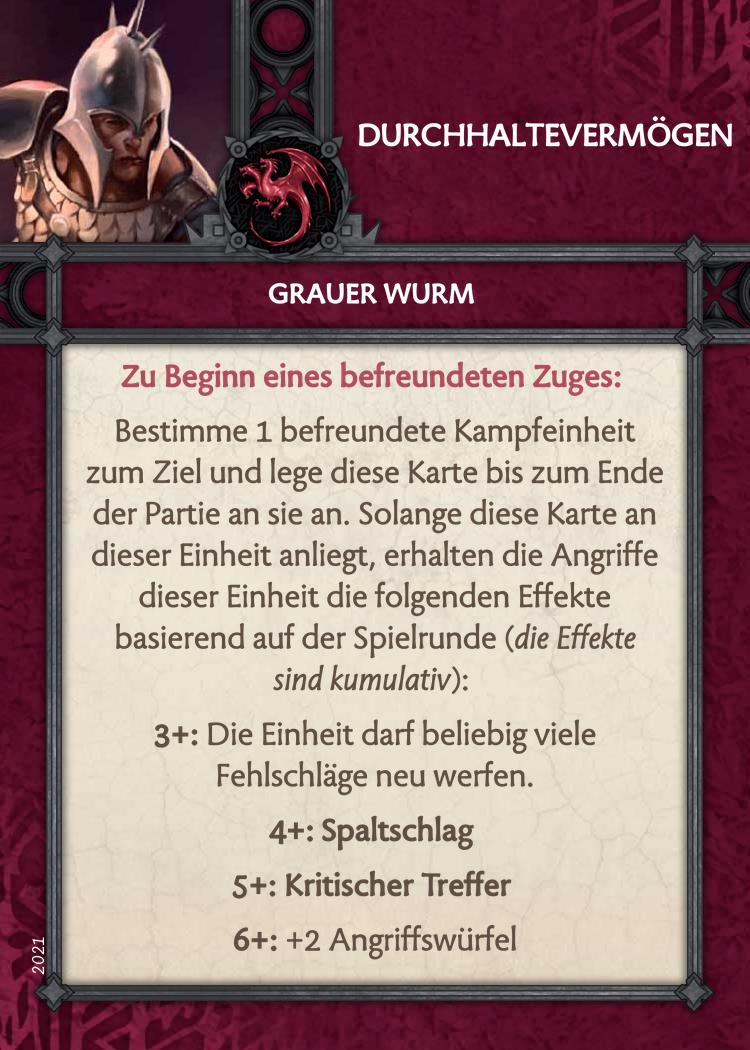 DURCHHALTEVERMÖGEN
GRAUER WURM
Zu Beginn eines befreundeten Zuges:
Bestimme 1 befreundete Kampfeinheit
zum Ziel und lege diese Karte bis zum Ende
der Partie an sie an. Solange diese Karte an
dieser Einheit anliegt, erhalten die Angriffe
dieser Einheit die folgenden Effekte
basierend auf der Spielrunde (die Effekte
sind kumulativ):
3+: Die Einheit darf beliebig viele
Fehlschläge neu werfen.
4+: Spaltschlag
5+: Kritischer Treffer
6+: +2 Angriffswürfel
2021